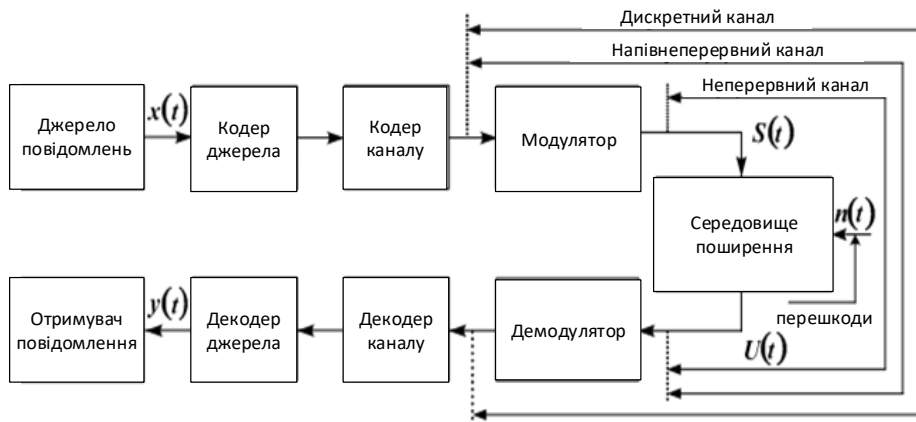 Дискретний канал
Напівнеперервний канал
Неперервний канал
Джерело
повідомлень
x(t)
Кодер
джерела
Кодер
каналу
Модулятор
S(t)
Середовище
поширення
n(t)
перешкоди
U(t)
Демодулятор
Декодер
каналу
Декодер
джерела
y(t)
Отримувач
повідомлення